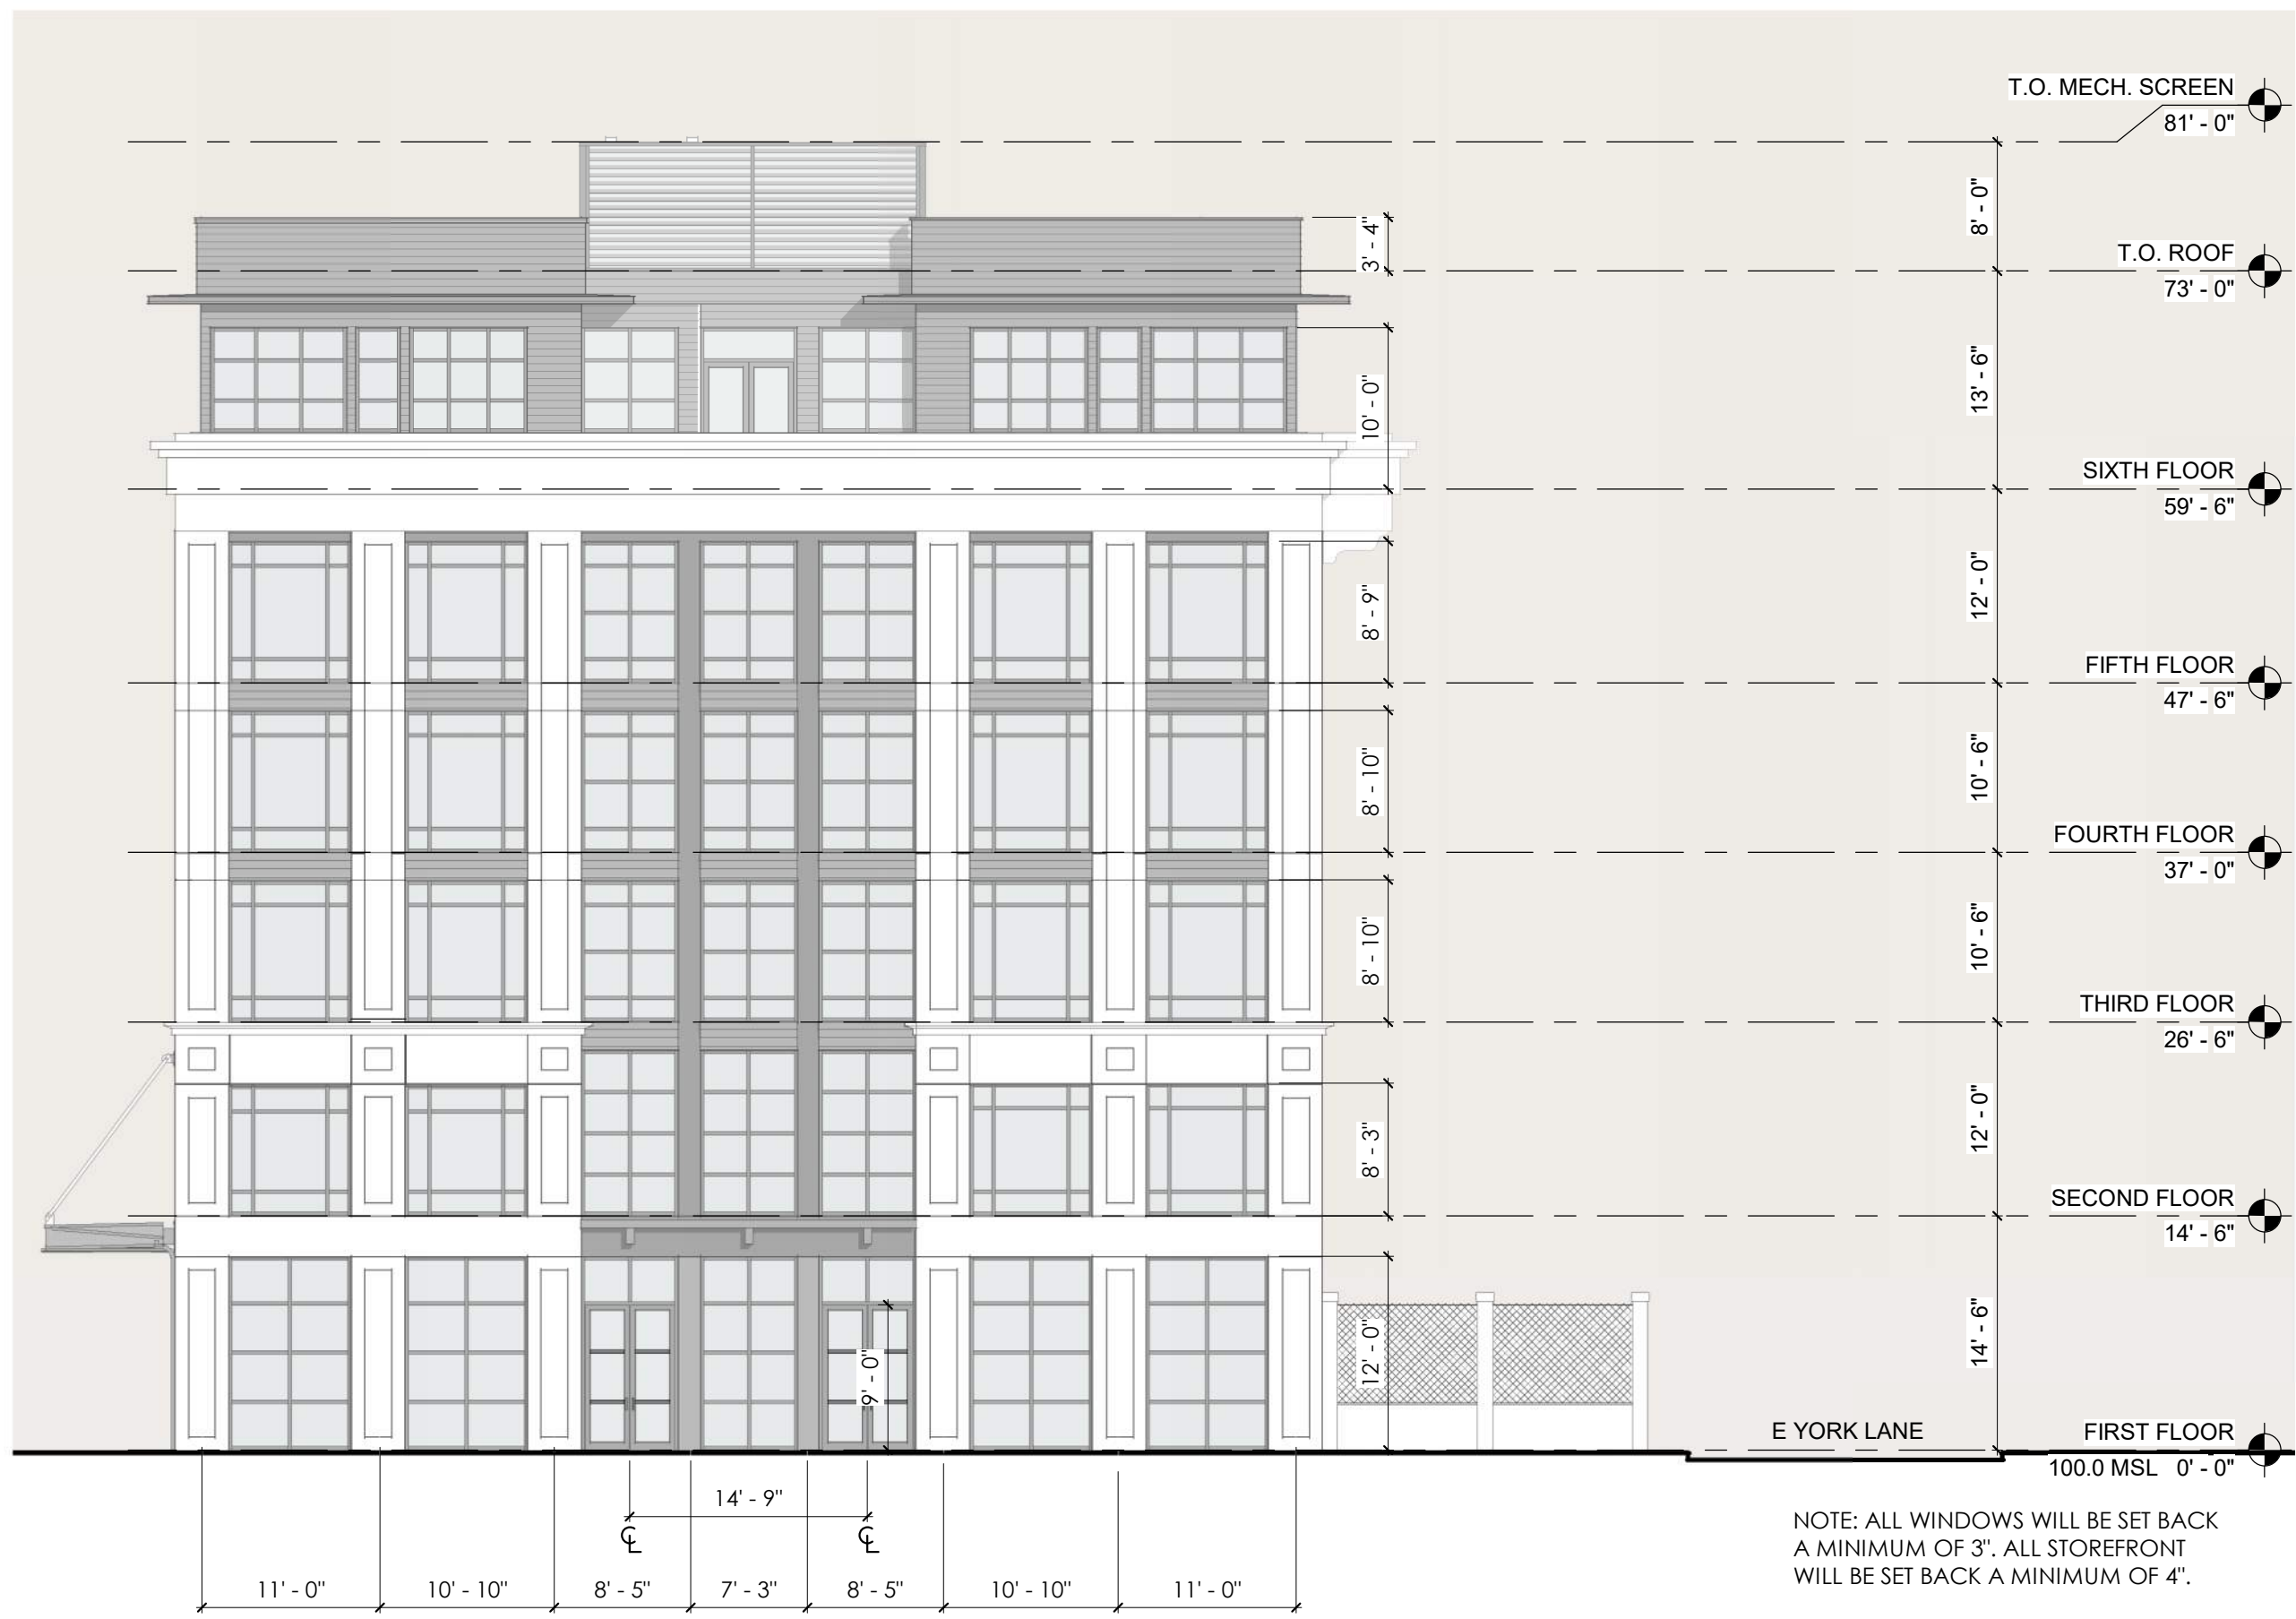 T.O. MECH. SCREEN
81' - 0"
8' - 0"
3' - 4"
T.O. ROOF
73' - 0"
13' - 6"
10' - 0"
SIXTH FLOOR
59' - 6"
12' - 0"
8' - 9"
FIFTH FLOOR
47' - 6"
10' - 6"
8' - 10"
FOURTH FLOOR
37' - 0"
10' - 6"
8' - 10"
THIRD FLOOR
26' - 6"
12' - 0"
8' - 3"
SECOND FLOOR
14' - 6"
14' - 6"
12' - 0"
9' - 0"
E YORK LANE
FIRST FLOOR
100.0 MSL 0' - 0"
14' - 9"
℄ ℄
11' - 0" 10' - 10" 8' - 5" 7' - 3" 8' - 5" 10' - 10" 11' - 0"
NOTE: ALL WINDOWS WILL BE SET BACK
A MINIMUM OF 3". ALL STOREFRONT
WILL BE SET BACK A MINIMUM OF 4".